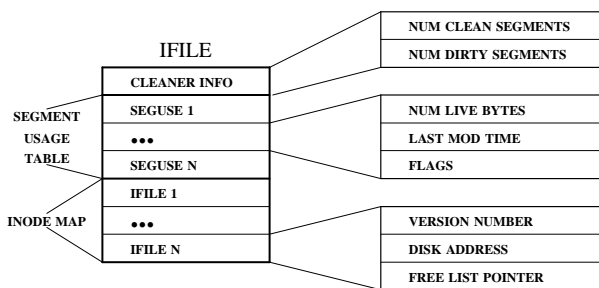 IFILE
CLEANER INFO
SEGUSE 1
•••
SEGUSE N
IFILE 1
•••
IFILE N
SEGMENT
USAGE
TABLE
INODE MAP
NUM CLEAN SEGMENTS
NUM DIRTY SEGMENTS
NUM LIVE BYTES
LAST MOD TIME
FLAGS
VERSION NUMBER
DISK ADDRESS
FREE LIST POINTER